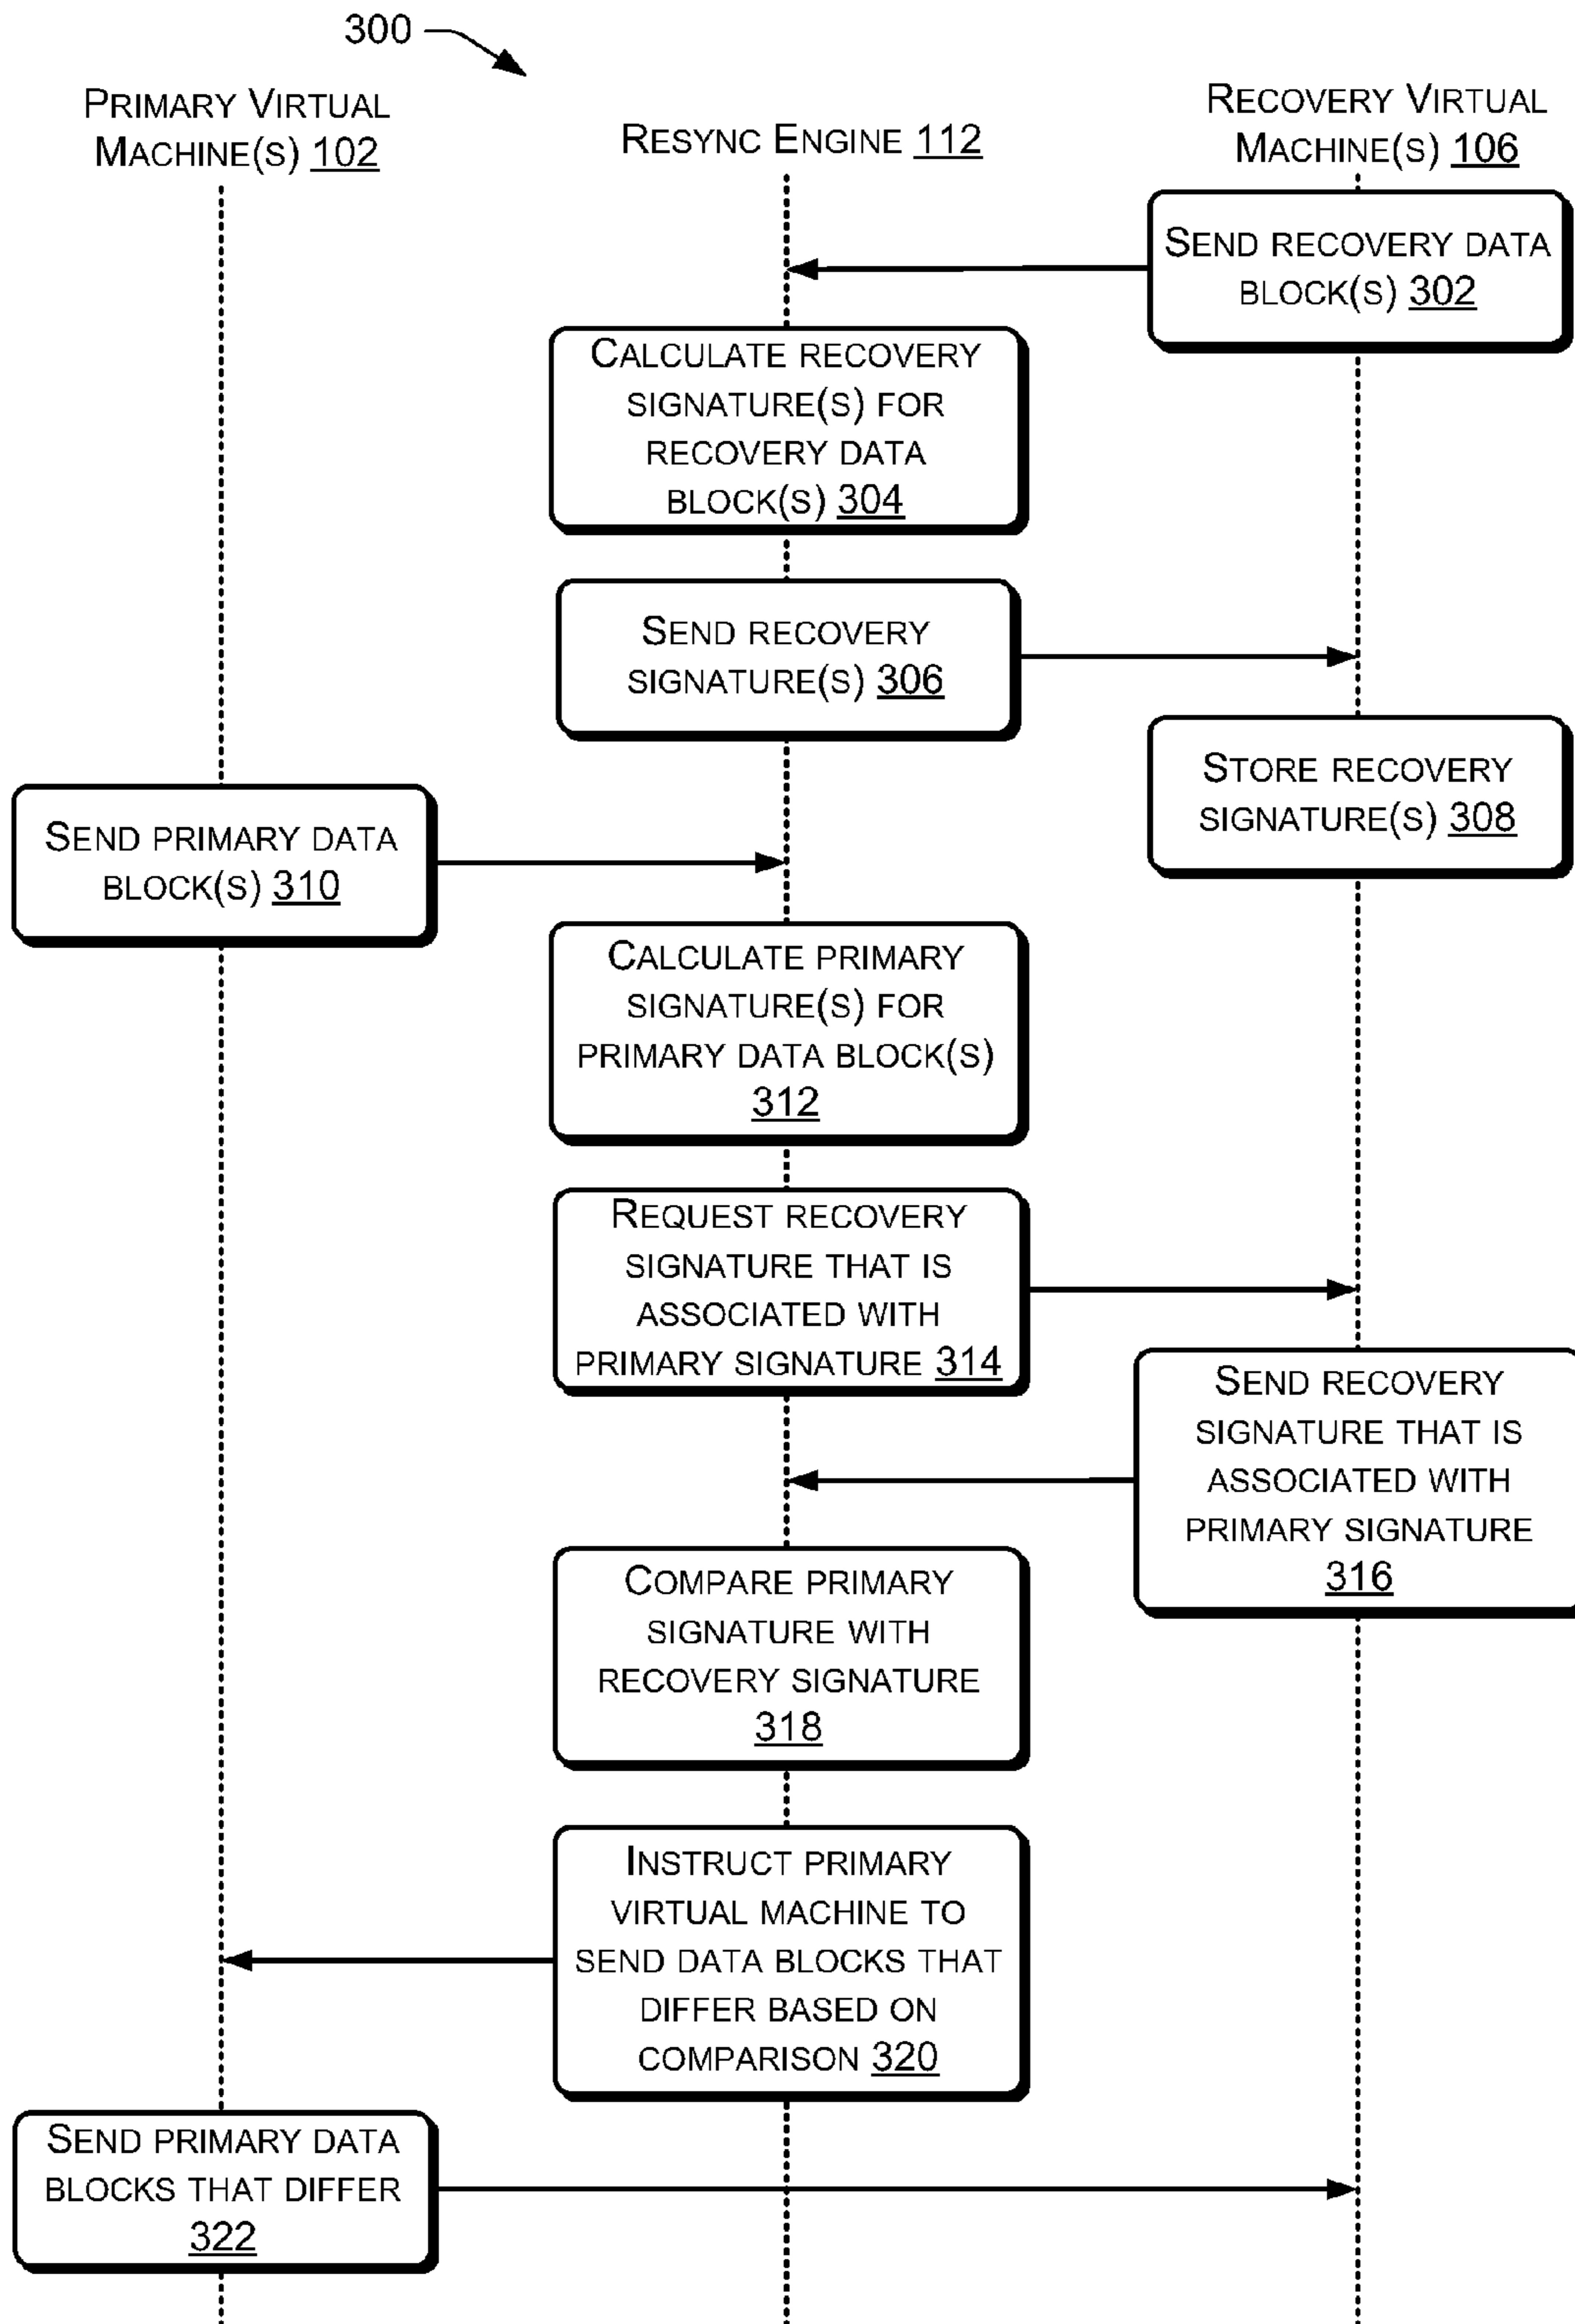 300
PRIMARY VIRTUAL
MACHINE(S) 102
RESYNC ENGINE 112
RECOVERY VIRTUAL
MACHINE(S) 106
SEND RECOVERY DATA
BLOCK(S) 302
CALCULATE RECOVERY
SIGNATURE(S) FOR
RECOVERY DATA
BLOCK(S) 304
SEND RECOVERY
SIGNATURE(S) 306
STORE RECOVERY
SIGNATURE(S) 308
SEND PRIMARY DATA
BLOCK(S) 310
CALCULATE PRIMARY
SIGNATURE(S) FOR
PRIMARY DATA BLOCK(S)
312
REQUEST RECOVERY
SIGNATURE THAT IS
ASSOCIATED WITH
PRIMARY SIGNATURE 314
SEND RECOVERY
SIGNATURE THAT IS
ASSOCIATED WITH
PRIMARY SIGNATURE
316
COMPARE PRIMARY
SIGNATURE WITH
RECOVERY SIGNATURE
318
INSTRUCT PRIMARY
VIRTUAL MACHINE TO
SEND DATA BLOCKS THAT
DIFFER BASED ON
COMPARISON 320
SEND PRIMARY DATA
BLOCKS THAT DIFFER
322